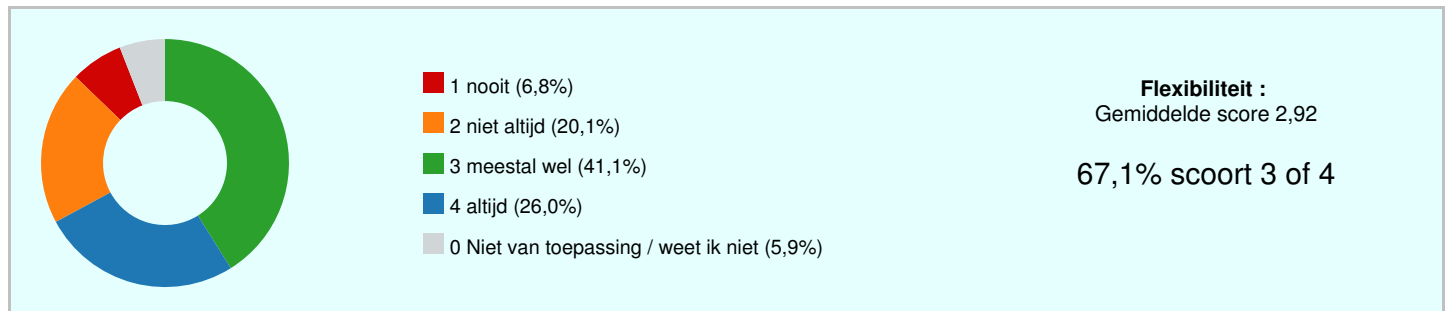 1 nooit (6,8%)
2 niet altijd (20,1%)
3 meestal wel (41,1%)
4 altijd (26,0%)
0 Niet van toepassing / weet ik niet (5,9%)
Flexibiliteit :
Gemiddelde score 2,92
67,1% scoort 3 of 4